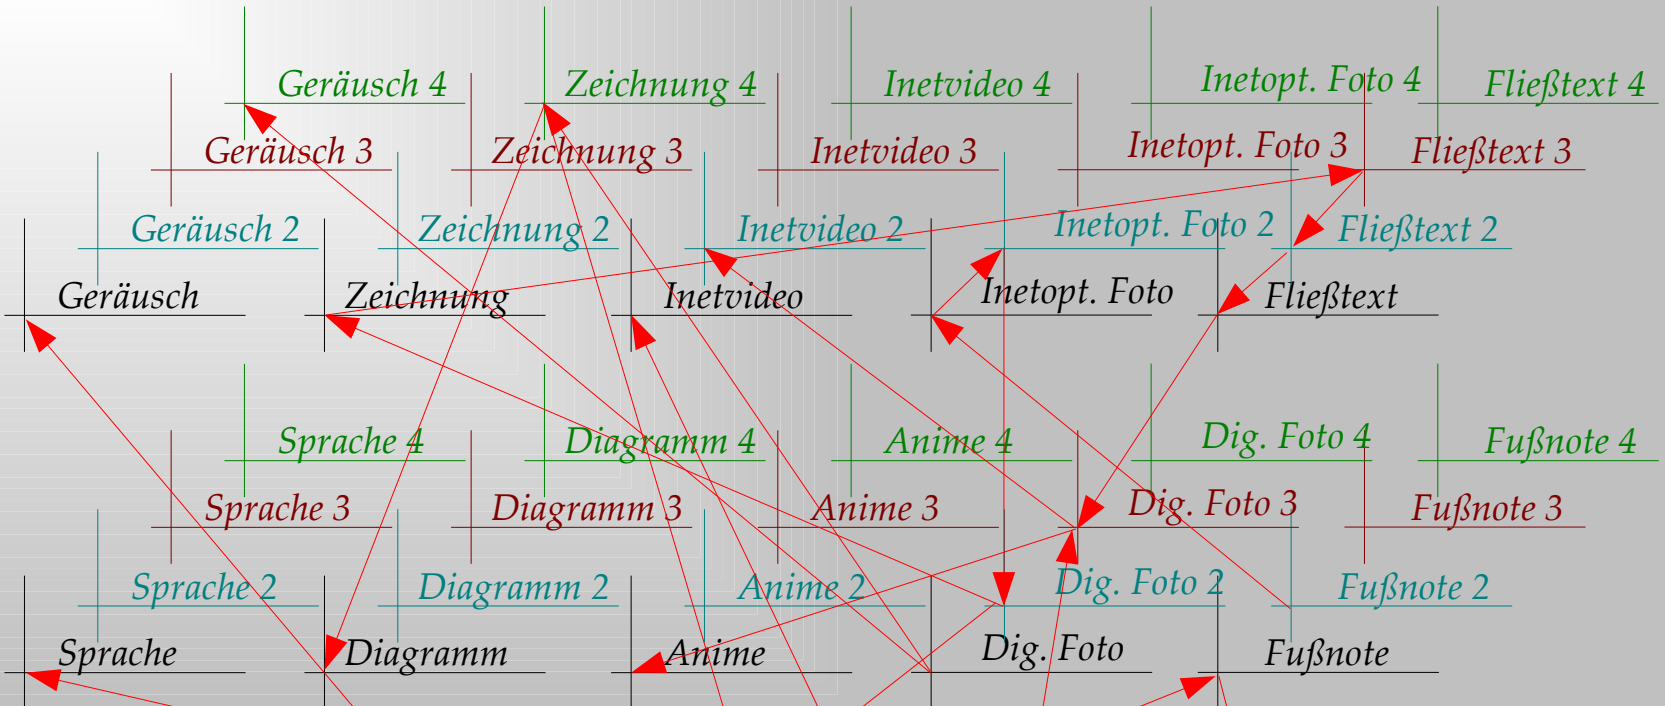 Geräusch 4 Zeichnung 4 Inetvideo 4 Inetopt. Foto 4 Fließtext 4
Geräusch 3 Zeichnung 3 Inetvideo 3 Inetopt. Foto 3 Fließtext 3
Geräusch 2 Zeichnung 2 Inetvideo 2 Inetopt. Foto 2 Fließtext 2
Geräusch Zeichnung Inetvideo Inetopt. Foto Fließtext
Sprache 4 Diagramm 4 Anime 4 Dig. Foto 4 Fußnote 4
Sprache 3 Diagramm 3 Anime 3 Dig. Foto 3 Fußnote 3
Sprache 2 Diagramm 2 Anime 2 Dig. Foto 2 Fußnote 2
Sprache Diagramm Anime Dig. Foto Fußnote